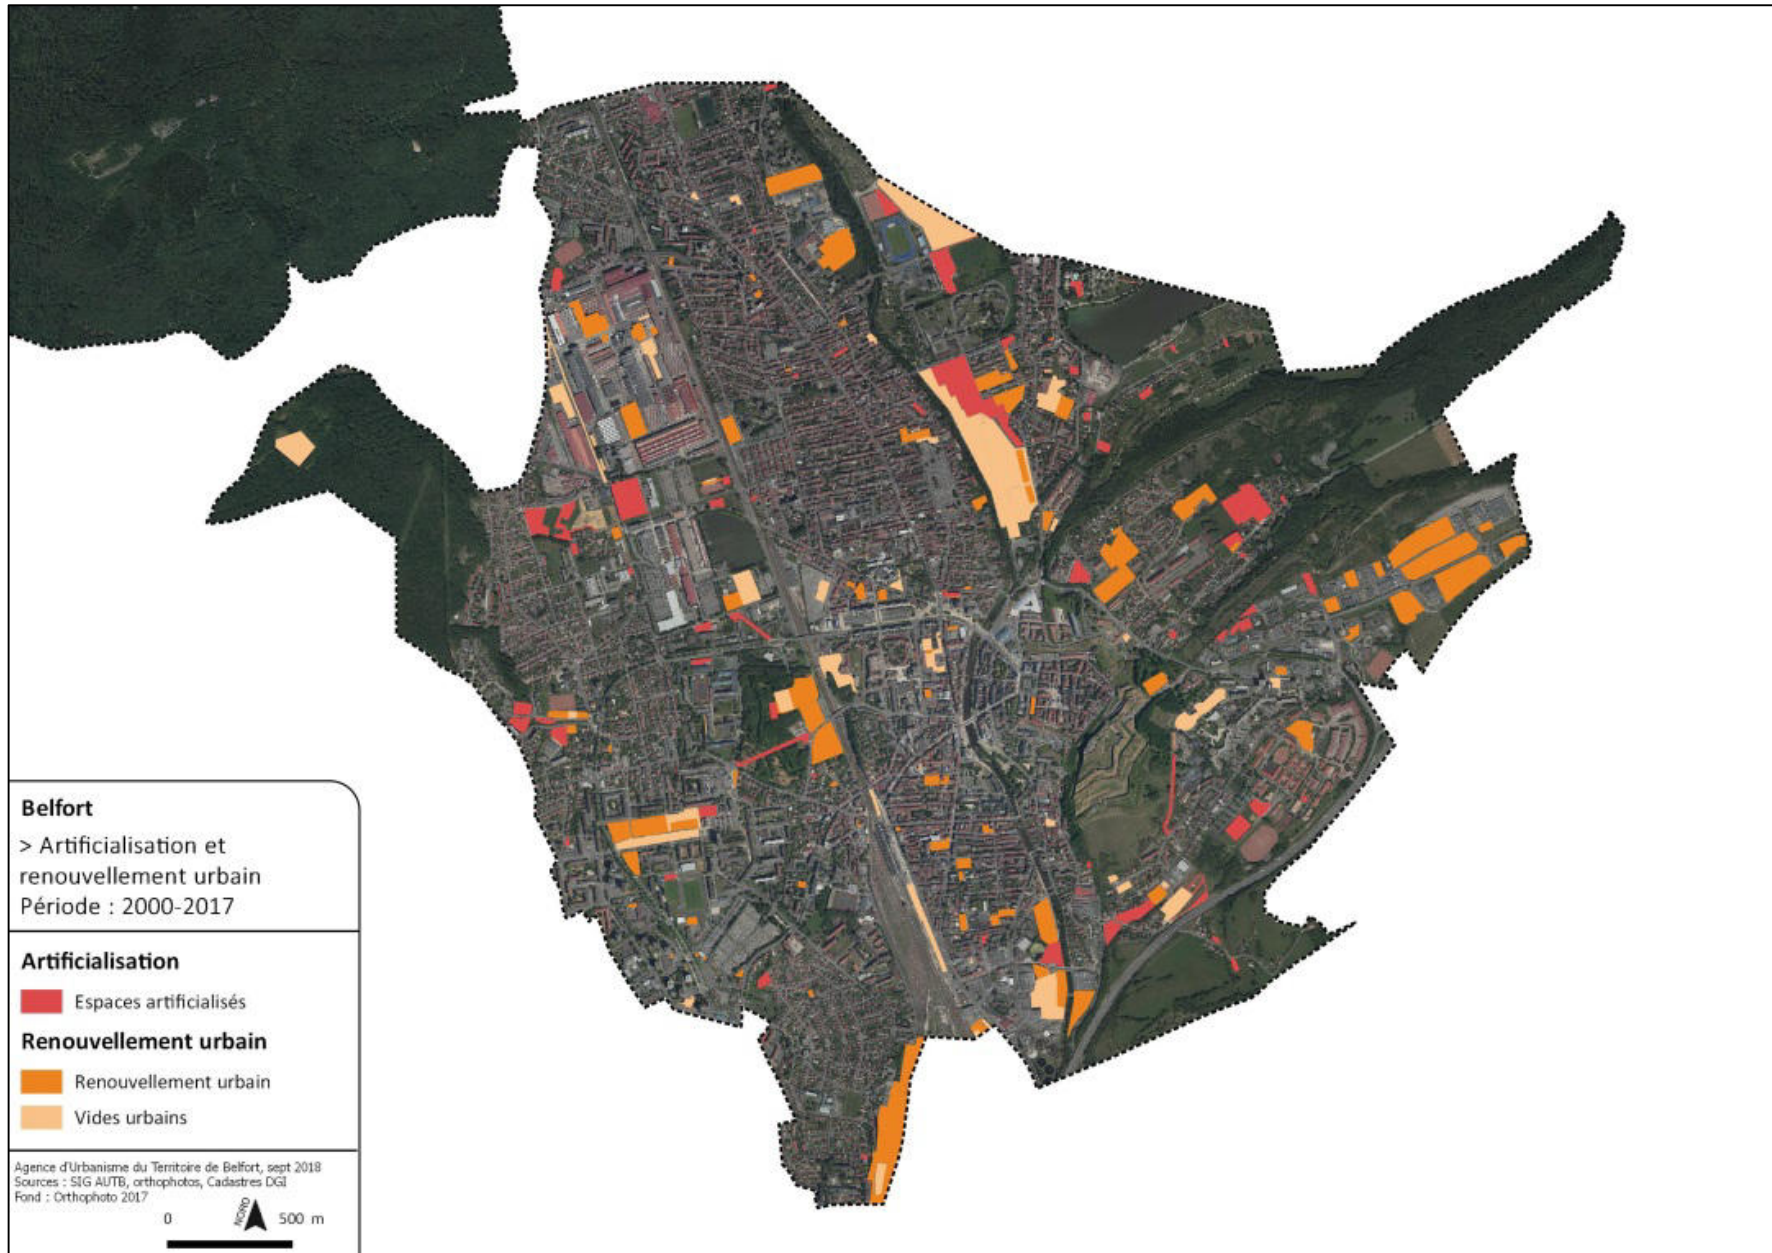 Belfort
> Artificialisation et
renouvellement urbain
Période : 2000-2017
Artificialisation
Espaces artificialisés
Renouvellement urbain
Renouvellement urbain
Vides urbains
Agence d'Urbanisme du Territoire de Belfort, sept 2018
Sources : SIG AUTB, orthophotos, Cadastres DGI
Fond : Orthophoto 2017
NORD
0 500 m